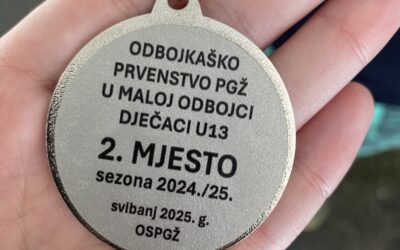 ODBOJKAŠKO
PRVENSTVO PGŽ
U MALOJ ODBOJCI
DJEČACI U13
2. MJESTO
sezona 2024./25.
svibanj 2025. g.
OSPGŽ